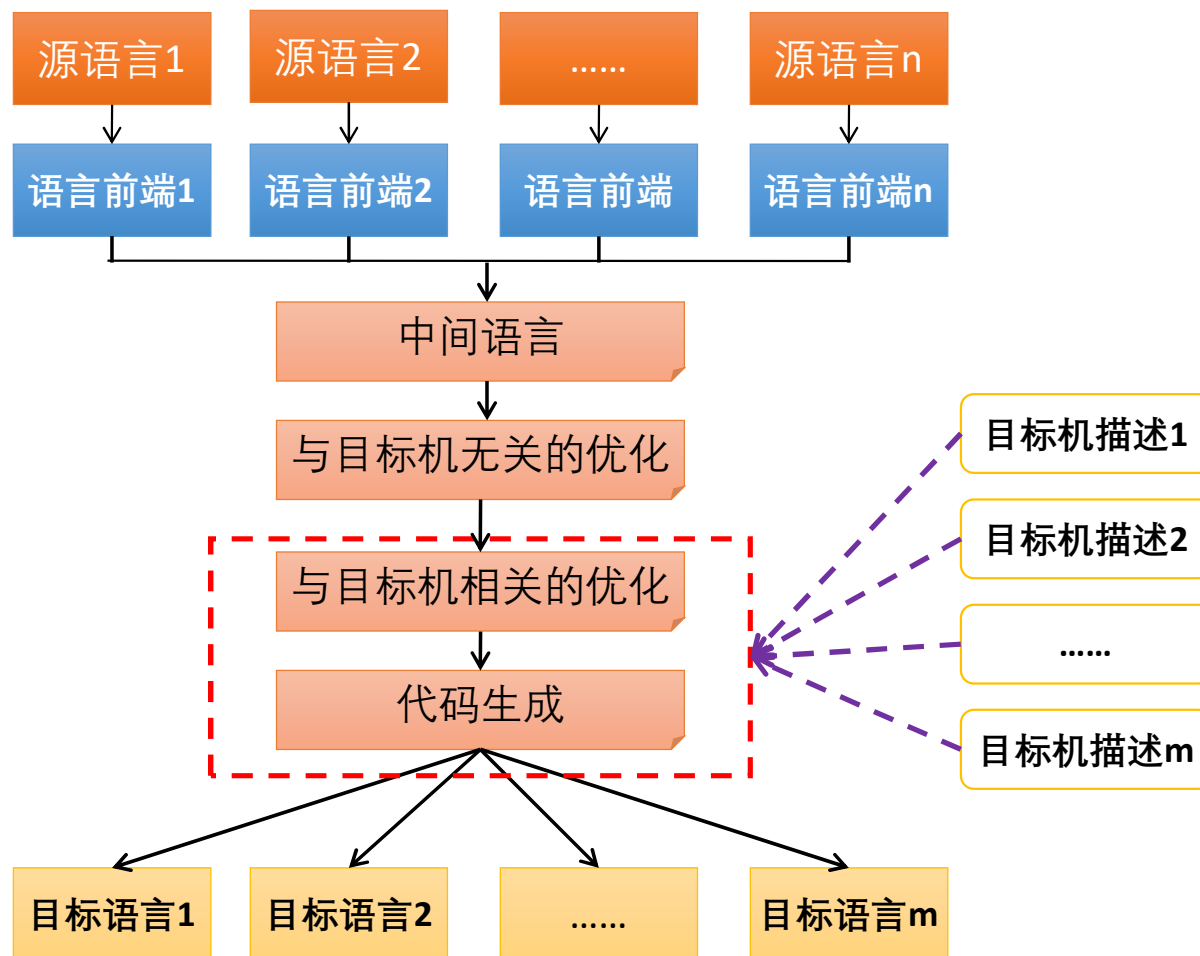 源语言1
源语言2
……
源语言n
语言前端1
语言前端2
语言前端
语言前端n
中间语言
与目标机无关的优化
与目标机相关的优化
代码生成
目标机描述1
目标机描述2
……
目标机描述m
目标语言1
目标语言2
……
目标语言m